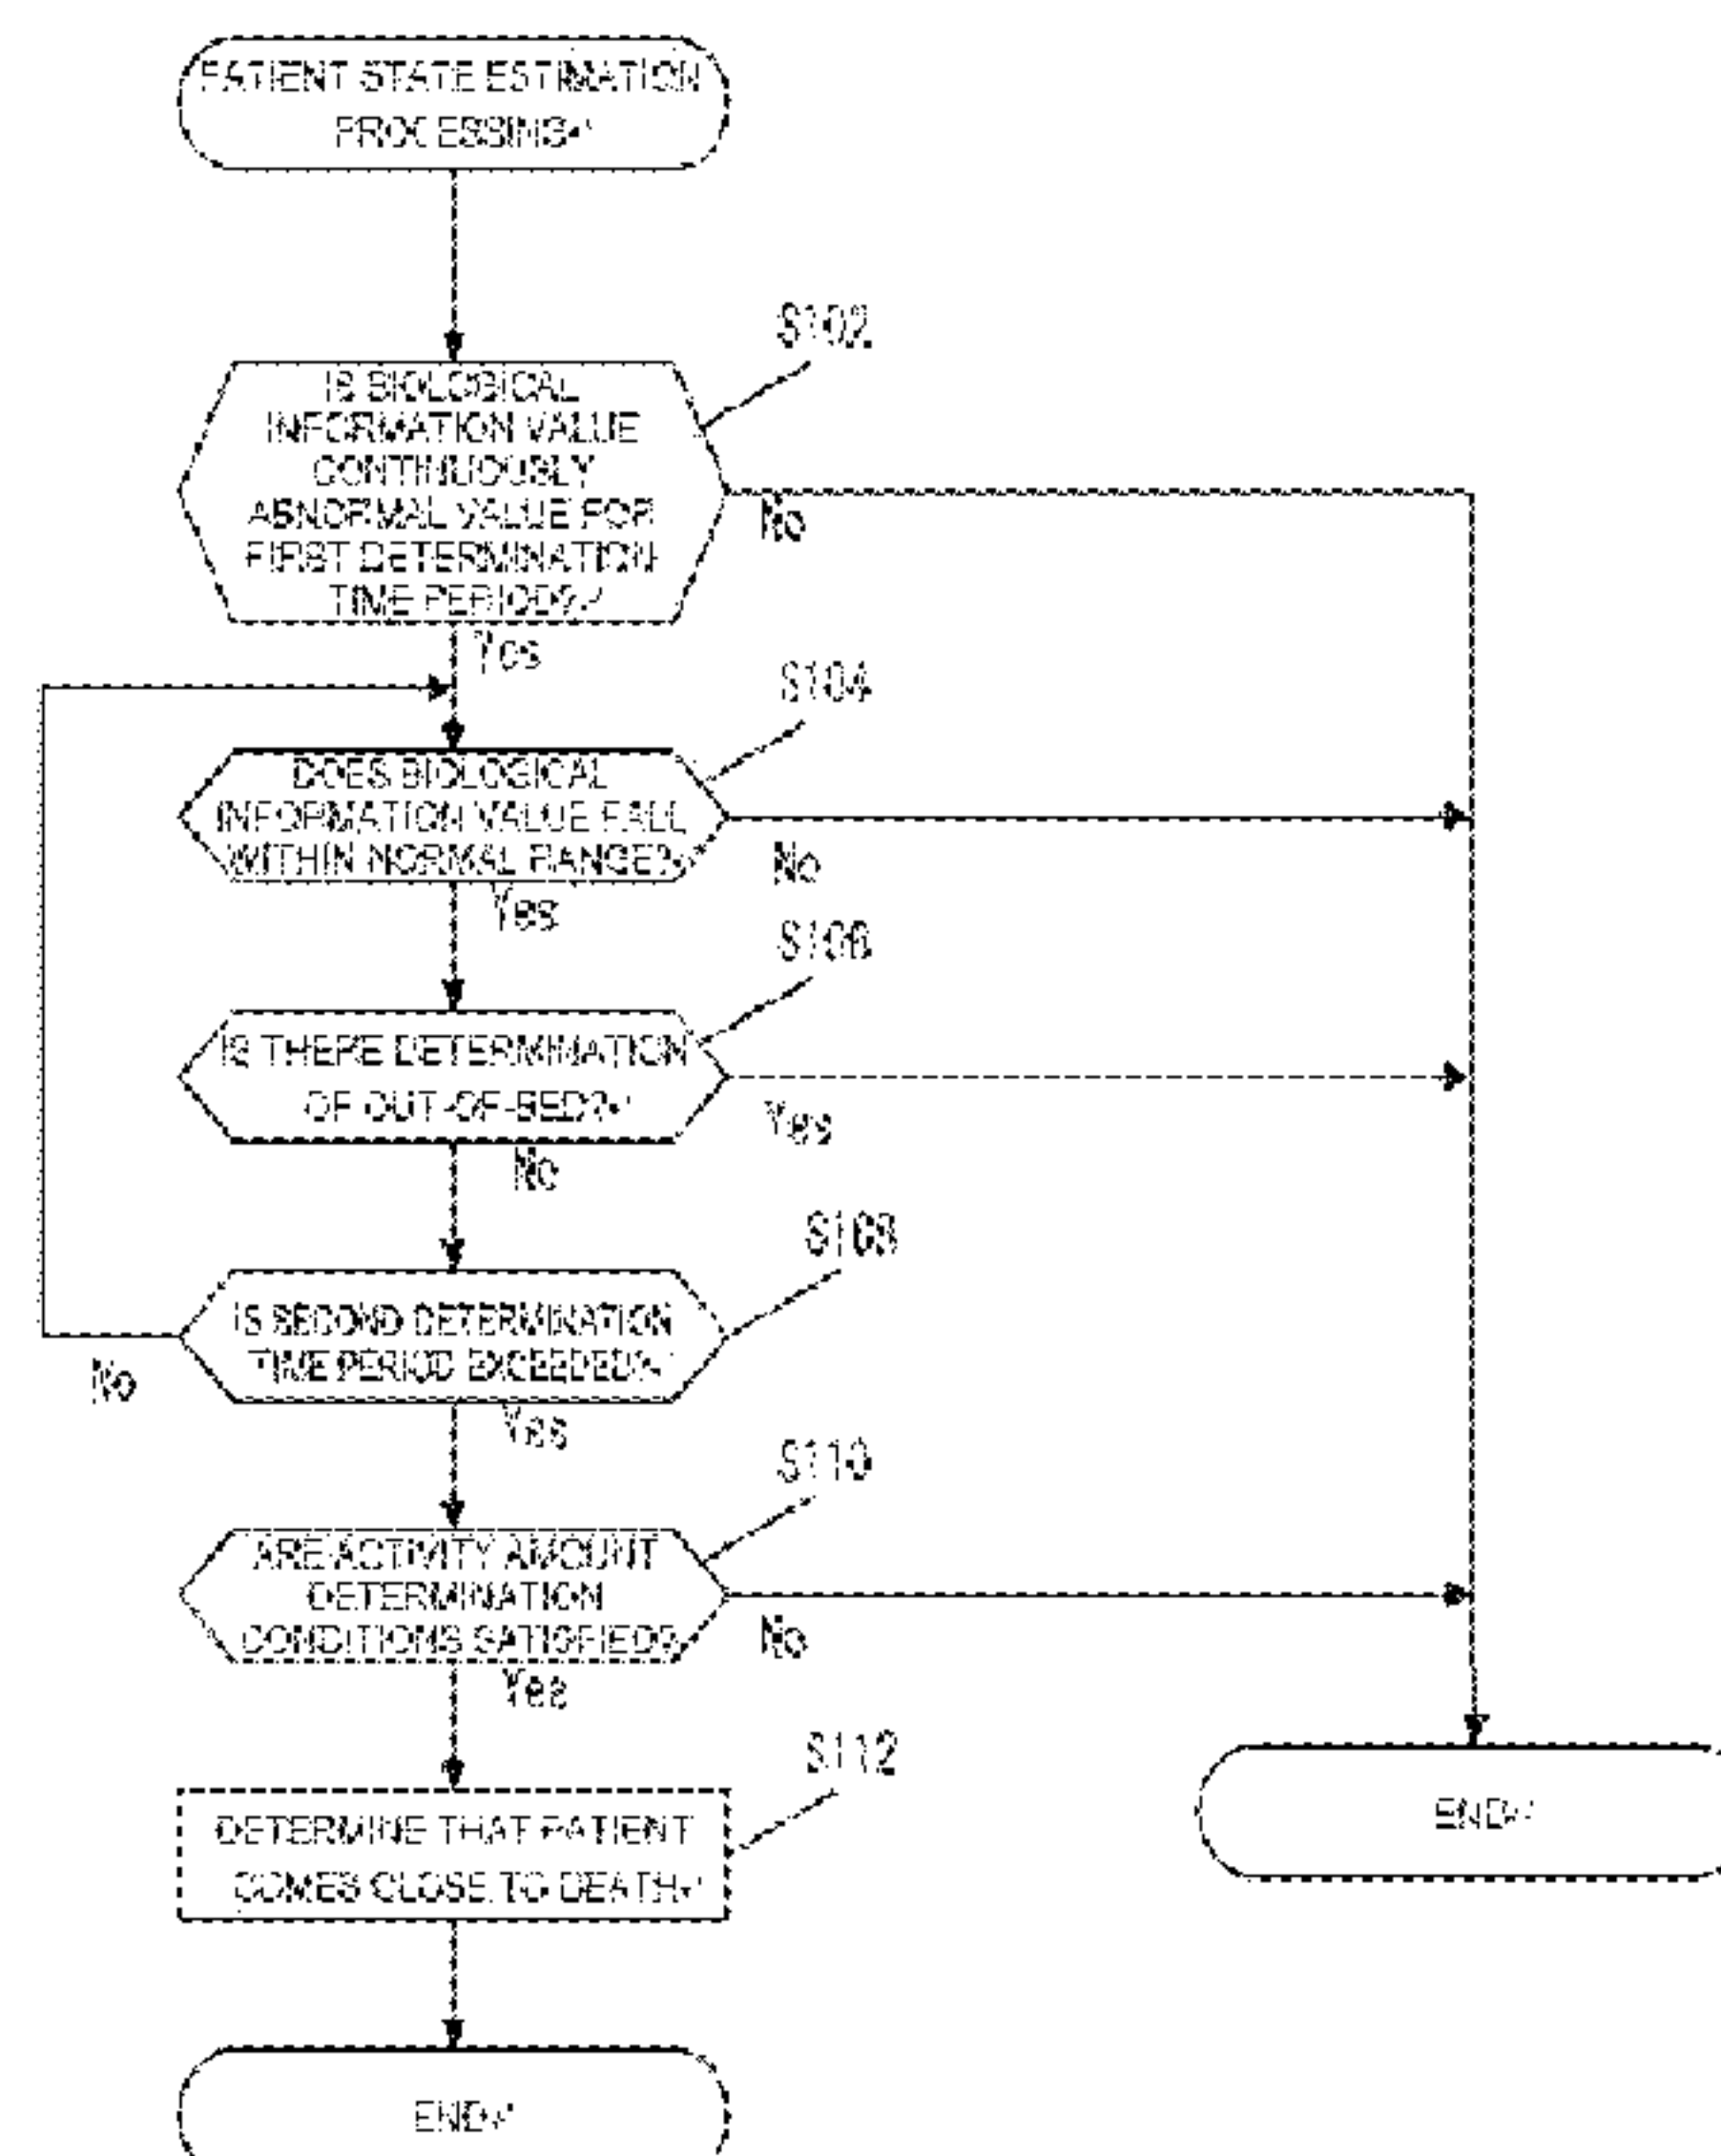 PATIENT STATE ESTIMATION
PROCESSING↵
S102
IS BIOLOGICAL
INFORMATION VALUE
CONTINUOUSLY
ABNORMAL VALUE FOR
FIRST DETERMINATION
TIME PERIOD?↵
No
Yes
S104
DOES BIOLOGICAL
INFORMATION VALUE FALL
WITHIN NORMAL RANGE?↵
No
Yes
S106
IS THERE DETERMINATION
OF OUT-OF-BED?↵
Yes
No
S108
IS SECOND DETERMINATION
TIME PERIOD EXCEEDED?↵
No
Yes
S110
ARE ACTIVITY AMOUNT
DETERMINATION
CONDITIONS SATISFIED?↵
No
Yes
S112
DETERMINE THAT PATIENT
COMES CLOSE TO DEATH↵
END↵
END↵